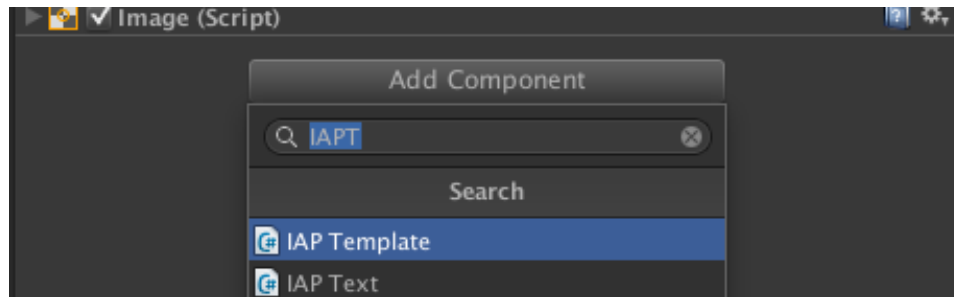 Image (Script)
Add Component
IAPT
Search
IAP Template
IAP Text